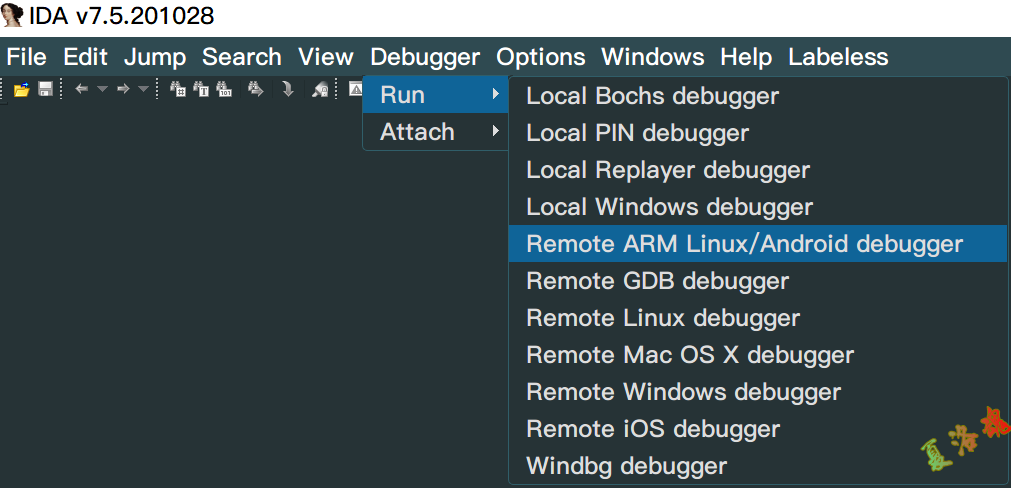 IDA v7.5.201028
File Edit Jump Search View Debugger Options Windows Help Labeless
Run
Attach
Local Bochs debugger
Local PIN debugger
Local Replayer debugger
Local Windows debugger
Remote ARM Linux/Android debugger
Remote GDB debugger
Remote Linux debugger
Remote Mac OS X debugger
Remote Windows debugger
Remote iOS debugger
Windbg debugger